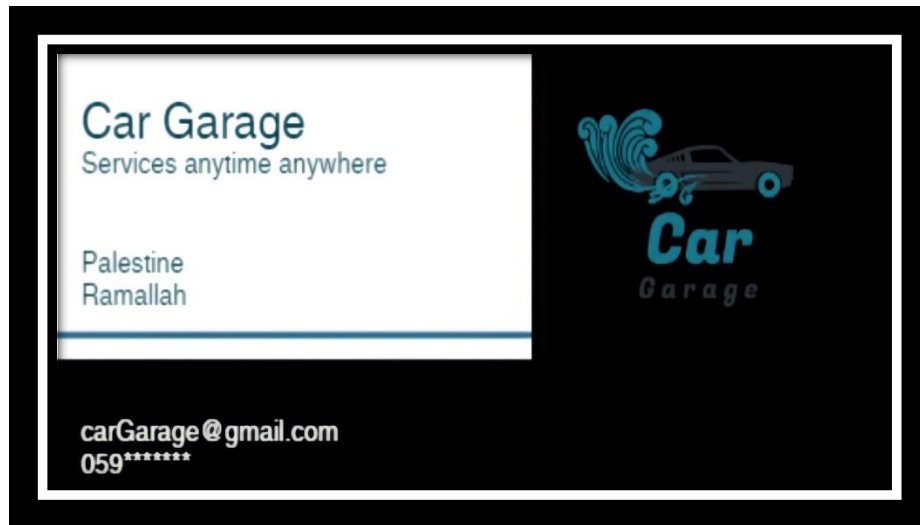 Car Garage
Services anytime anywhere
Palestine
Ramallah
Car
Garage
carGarage@gmail.com
059*******